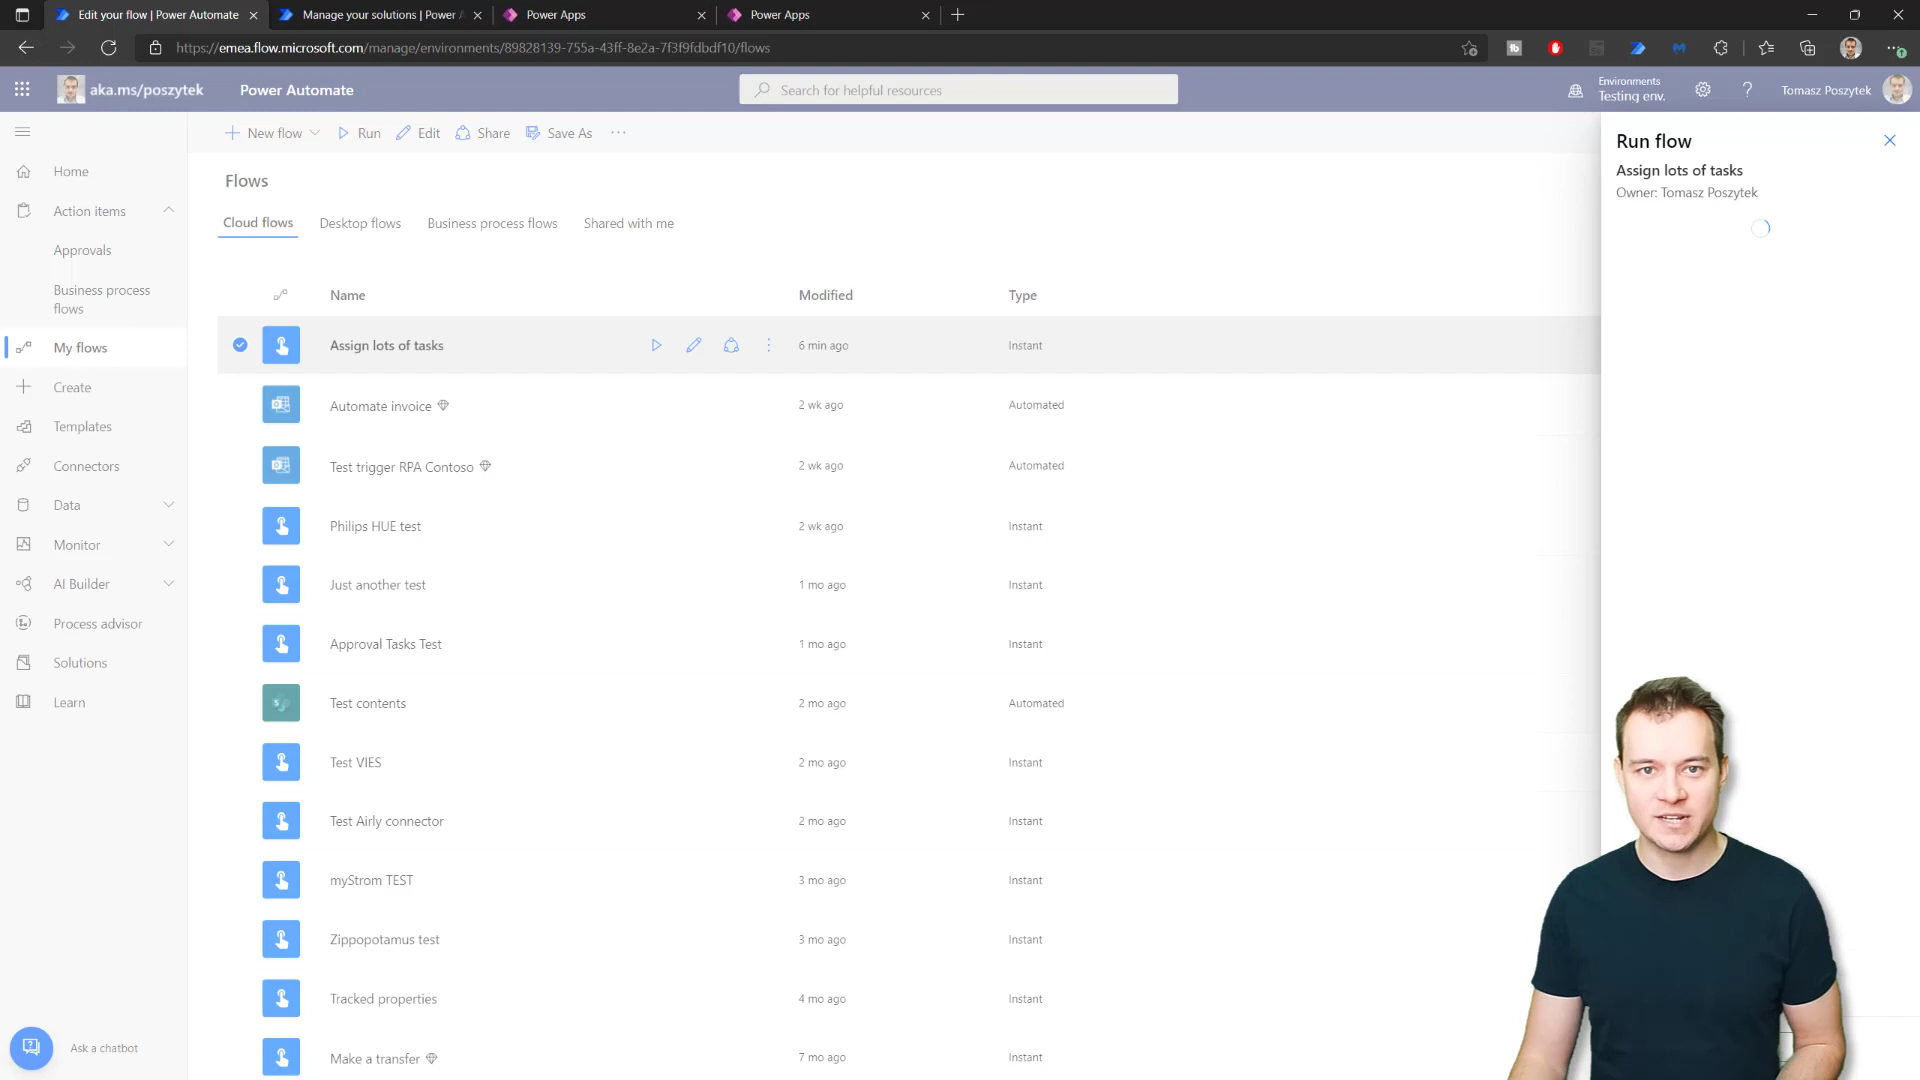 Edit your flow | Power Automate
Manage your solutions | Power A
Power Apps
Power Apps
https://emea.flow.microsoft.com/manage/environments/89828139-755a-43ff-8e2a-7f3f9fdbdf10/flows
aka.ms/poszytek
Power Automate
Search for helpful resources
Environments
Testing env.
?
Tomasz Poszytek
New flow
Run
Edit
Share
Save As
Home
Action items
Approvals
Business process
flows
My flows
Create
Templates
Connectors
Data
Monitor
AI Builder
Process advisor
Solutions
Learn
Ask a chatbot
Flows
Cloud flows
Desktop flows
Business process flows
Shared with me
Name Modified Type
Assign lots of tasks 6 min ago Instant
Automate invoice 2 wk ago Automated
Test trigger RPA Contoso 2 wk ago Automated
Philips HUE test 2 wk ago Instant
Just another test 1 mo ago Instant
Approval Tasks Test 1 mo ago Instant
Test contents 2 mo ago Automated
Test VIES 2 mo ago Instant
Test Airly connector 2 mo ago Instant
myStrom TEST 3 mo ago Instant
Zippopotamus test 3 mo ago Instant
Tracked properties 4 mo ago Instant
Make a transfer 7 mo ago Instant
Run flow
Assign lots of tasks
Owner: Tomasz Poszytek